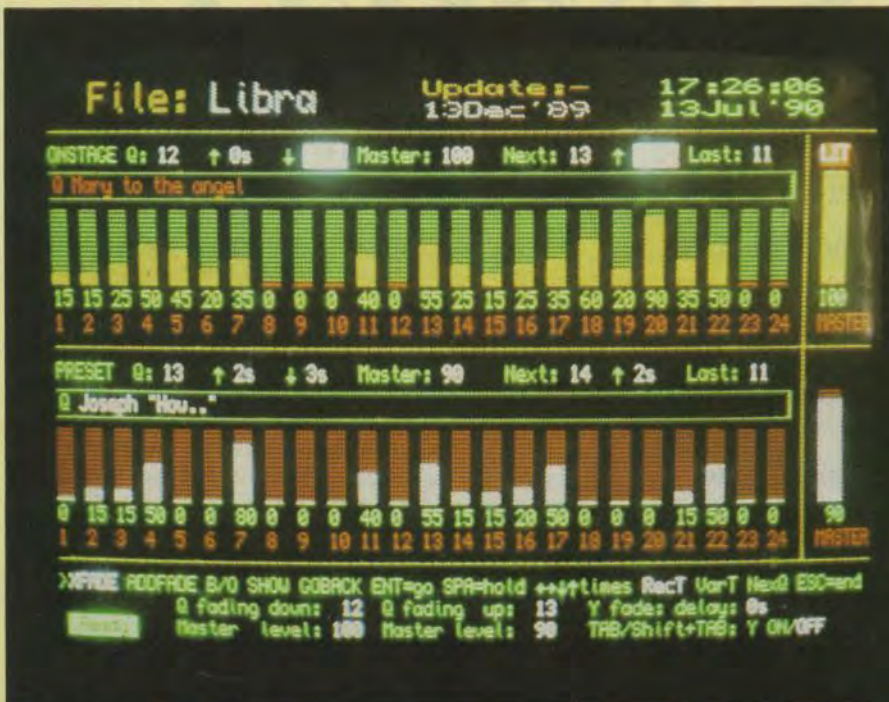 File: Libra
Update:-
13Dec'89
17:26:06
13Jul'90
ONSTAGE Q: 12 ↑ 0s ↓ Master: 100 Next: 13 ↑ Last: 11
EXT
Q Mary to the angel
15 15 25 50 45 20 35 0 0 0 40 0 55 25 15 25 35 60 20 90 35 50 0 0
100
1 2 3 4 5 6 7 8 9 10 11 12 13 14 15 16 17 18 19 20 21 22 23 24
MASTER
PRESET Q: 13 ↑ 2s ↓ 3s Master: 90 Next: 14 ↑ 2s Last: 11
Q Joseph "How.."
0 15 15 50 0 0 80 0 0 0 40 0 55 15 15 20 50 0 0 0 15 50 0 0
90
1 2 3 4 5 6 7 8 9 10 11 12 13 14 15 16 17 18 19 20 21 22 23 24
MASTER
>XFADE ADDFADE B/O SHOW GOBACK ENT=go SPA=hold ←→↓↑times RecT VarT NexQ ESC=end
Ready
Q fading down: 12 Q fading up: 13 Y fade: delay: 0s
Master level: 100 Master level: 90 TAB/Shift+TAB: Y ON/OFF